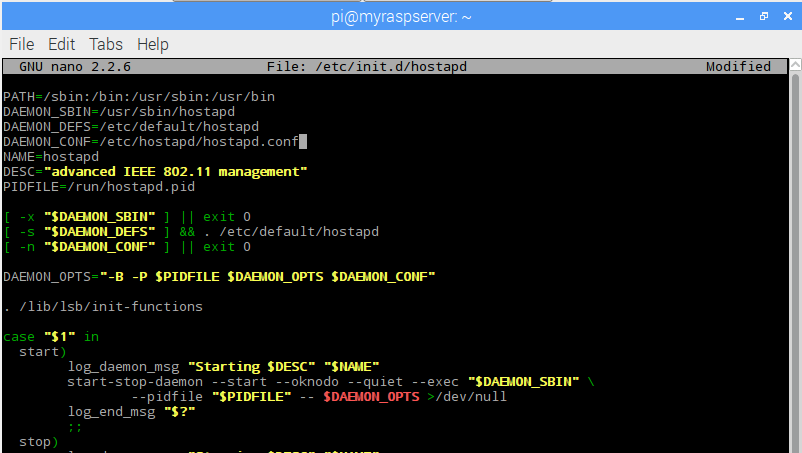 pi@myraspserver: ~
File Edit Tabs Help
GNU nano 2.2.6 File: /etc/init.d/hostapd Modified
PATH=/sbin:/bin:/usr/sbin:/usr/bin
DAEMON_SBIN=/usr/sbin/hostapd
DAEMON_DEFS=/etc/default/hostapd
DAEMON_CONF=/etc/hostapd/hostapd.conf
NAME=hostapd
DESC="advanced IEEE 802.11 management"
PIDFILE=/run/hostapd.pid
[ -x "$DAEMON_SBIN" ] || exit 0
[ -s "$DAEMON_DEFS" ] && . /etc/default/hostapd
[ -n "$DAEMON_CONF" ] || exit 0
DAEMON_OPTS="-B -P $PIDFILE $DAEMON_OPTS $DAEMON_CONF"
. /lib/lsb/init-functions
case "$1" in
start)
log_daemon_msg "Starting $DESC" "$NAME"
start-stop-daemon --start --oknodo --quiet --exec "$DAEMON_SBIN" \
--pidfile "$PIDFILE" -- $DAEMON_OPTS >/dev/null
log_end_msg "$?"
;;
stop)